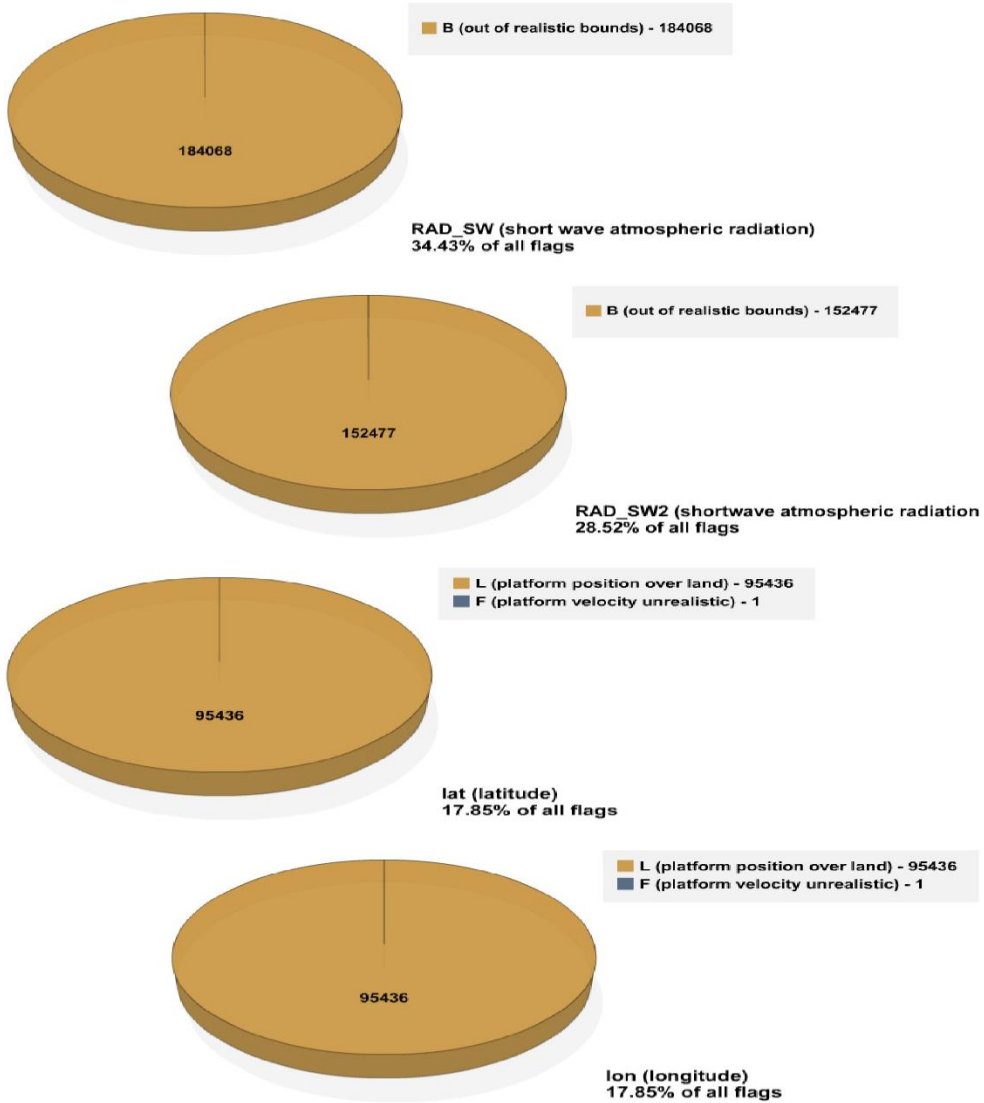 B (out of realistic bounds) - 184068
184068
RAD_SW (short wave atmospheric radiation)
34.43% of all flags
B (out of realistic bounds) - 152477
152477
RAD_SW2 (shortwave atmospheric radiation
28.52% of all flags
L (platform position over land) - 95436
F (platform velocity unrealistic) - 1
95436
lat (latitude)
17.85% of all flags
L (platform position over land) - 95436
F (platform velocity unrealistic) - 1
95436
lon (longitude)
17.85% of all flags